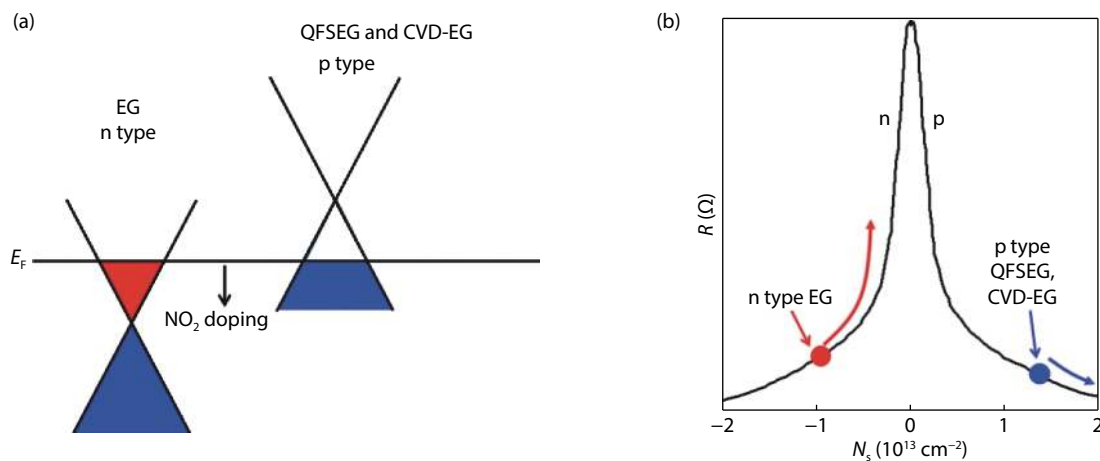 (a)
QFSEG and CVD-EG
p type
EG
n type
E_F
NO₂ doping
(b)
R (Ω)
n p
n type EG
p type
QFSEG,
CVD-EG
−2 −1 0 1 2
N_s (10¹³ cm⁻²)